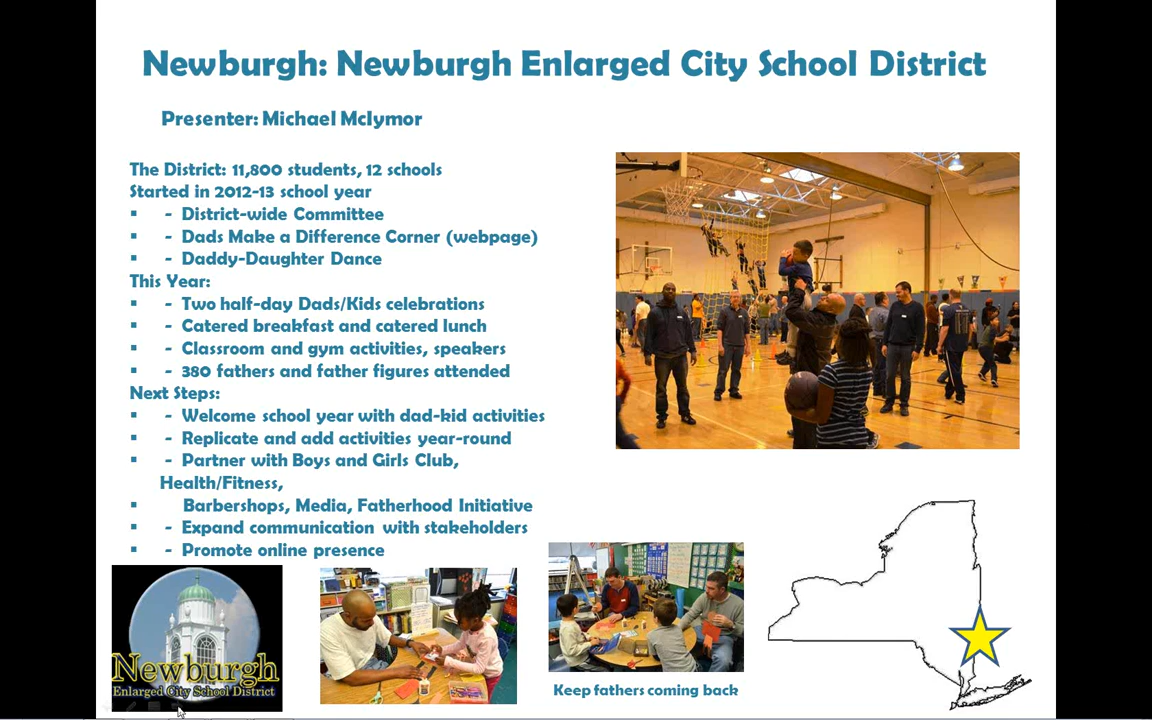 Newburgh: Newburgh Enlarged City School District
Presenter: Michael McIymor
The District: 11,800 students, 12 schools
Started in 2012-13 school year
▪ - District-wide Committee
▪ - Dads Make a Difference Corner (webpage)
▪ - Daddy-Daughter Dance
This Year:
▪ - Two half-day Dads/Kids celebrations
▪ - Catered breakfast and catered lunch
▪ - Classroom and gym activities, speakers
▪ - 380 fathers and father figures attended
Next Steps:
▪ - Welcome school year with dad-kid activities
▪ - Replicate and add activities year-round
▪ - Partner with Boys and Girls Club,
Health/Fitness,
▪ Barbershops, Media, Fatherhood Initiative
▪ - Expand communication with stakeholders
▪ - Promote online presence
Newburgh
Enlarged City School District
Keep fathers coming back